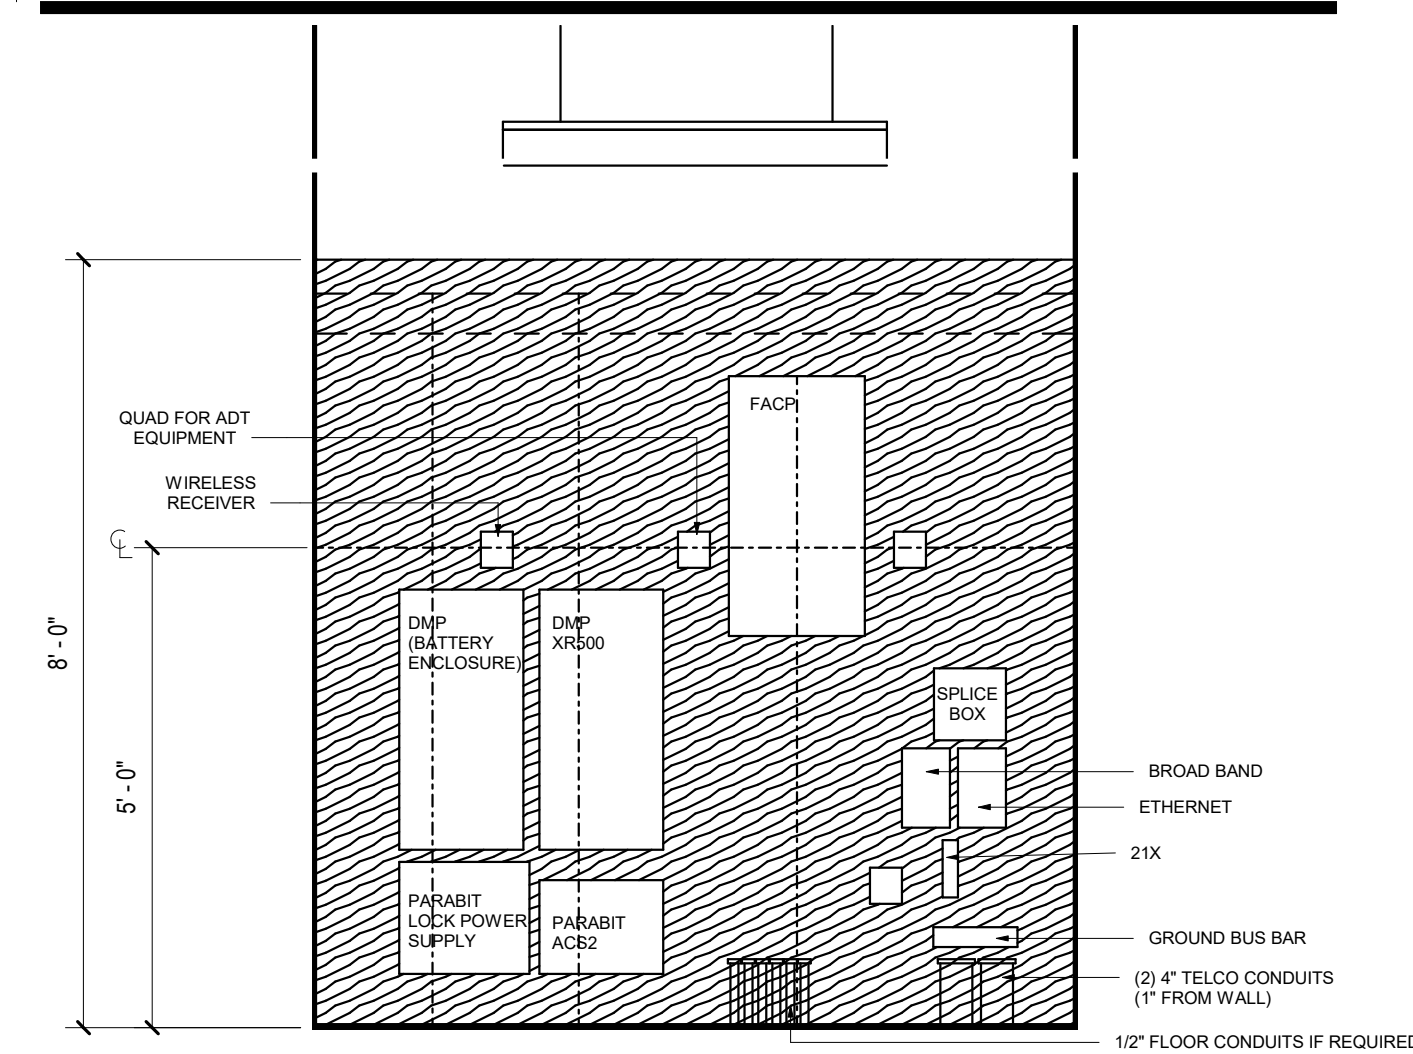 FACP
QUAD FOR ADT
EQUIPMENT
WIRELESS
RECEIVER
℄
8' - 0"
5' - 0"
DMP
(BATTERY
ENCLOSURE)
DMP
XR500
SPLICE
BOX
BROAD BAND
ETHERNET
21X
PARABIT
LOCK POWER
SUPPLY
PARABIT
ACS2
GROUND BUS BAR
(2) 4" TELCO CONDUITS
(1" FROM WALL)
1/2" FLOOR CONDUITS IF REQUIRED